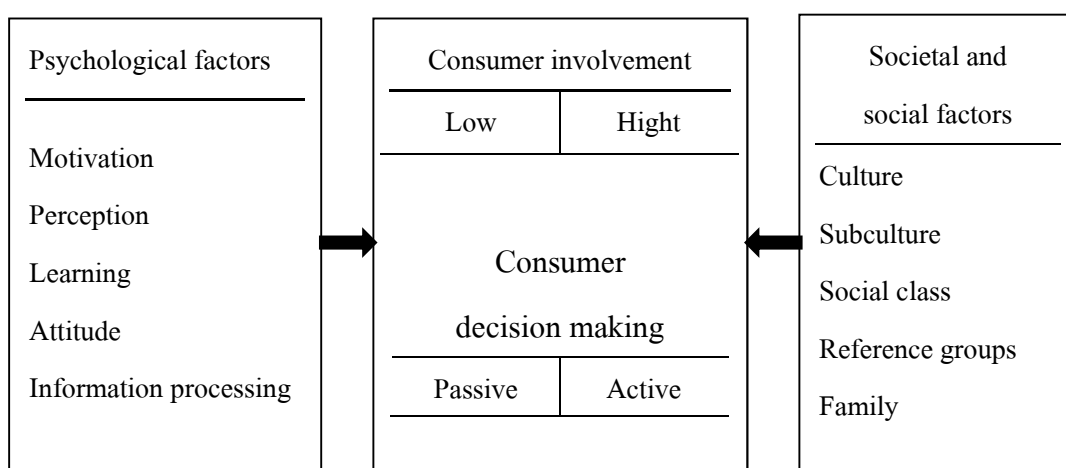 Psychological factors
Motivation
Perception
Learning
Attitude
Information processing
Consumer involvement
Low
Hight
Consumer
decision making
Passive
Active
Societal and
social factors
Culture
Subculture
Social class
Reference groups
Family